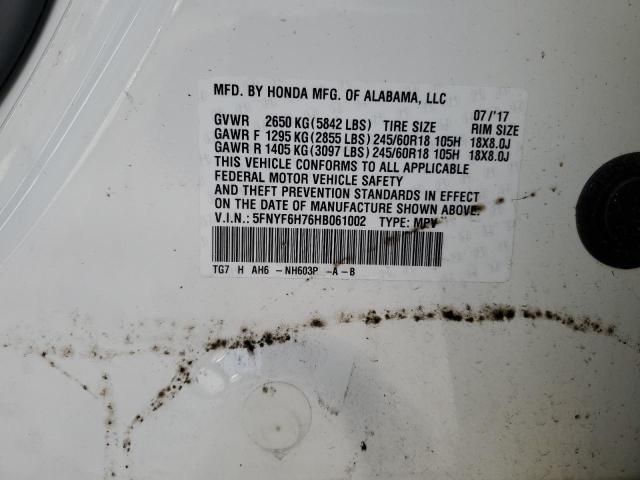 MFD. BY HONDA MFG. OF ALABAMA, LLC
07/'17
GVWR 2650 KG(5842 LBS) TIRE SIZE RIM SIZE
GAWR F 1295 KG(2855 LBS)245/60R18 105H 18X8.0J
GAWR R 1405 KG(3097 LBS)245/60R18 105H 18X8.0J
THIS VEHICLE CONFORMS TO ALL APPLICABLE
FEDERAL MOTOR VEHICLE SAFETY
AND THEFT PREVENTION STANDARDS IN EFFECT
ON THE DATE OF MANUFACTURE SHOWN ABOVE.
V.I.N.: 5FNYF6H76HB061002 TYPE: MPV
TG7 H AH6 -NH603P -A-B